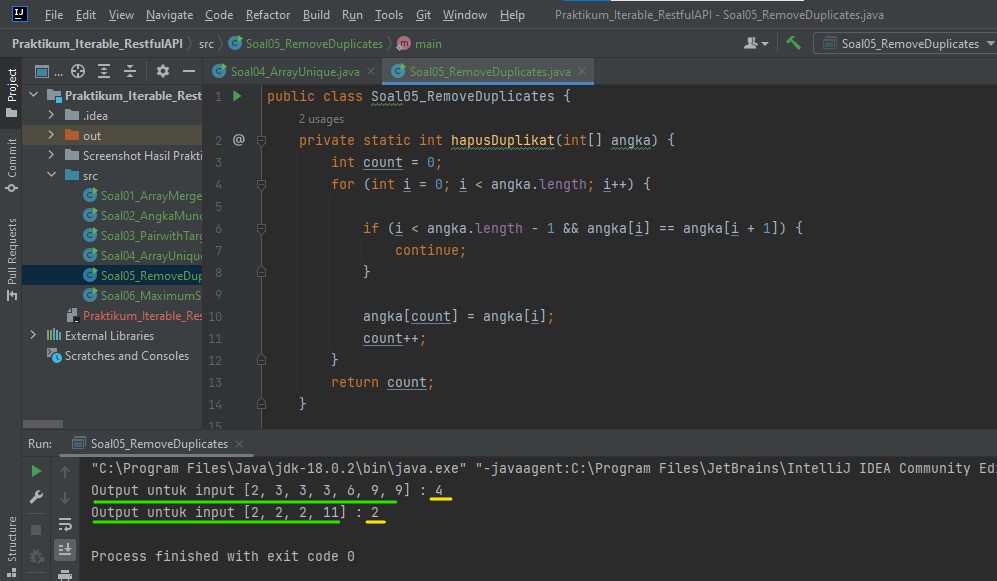 File Edit View Navigate Code Refactor Build Run Tools Git Window Help Praktikum_Iterable_RestfulAPI - Soal05_RemoveDuplicates.java
Praktikum_Iterable_RestfulAPI src Soal05_RemoveDuplicates main Soal05_RemoveDuplicates
Project
Commit
Pull Requests
Structure
...
Soal04_ArrayUnique.java Soal05_RemoveDuplicates.java
Praktikum_Iterable_Rest
.idea
out
Screenshot Hasil Prakti
src
Soal01_ArrayMerge
Soal02_AngkaMunc
Soal03_PairwithTarg
Soal04_ArrayUnique
Soal05_RemoveDup
Soal06_MaximumS
Praktikum_Iterable_Res
External Libraries
Scratches and Consoles
1 public class Soal05_RemoveDuplicates {
2 usages
2 @ private static int hapusDuplikat(int[] angka) {
3 int count = 0;
4 for (int i = 0; i < angka.length; i++) {
5
6 if (i < angka.length - 1 && angka[i] == angka[i + 1]) {
7 continue;
8 }
9
10 angka[count] = angka[i];
11 count++;
12 }
13 return count;
14 }
15
Run: Soal05_RemoveDuplicates
"C:\Program Files\Java\jdk-18.0.2\bin\java.exe" "-javaagent:C:\Program Files\JetBrains\IntelliJ IDEA Community Edi
Output untuk input [2, 3, 3, 3, 6, 9, 9] : 4
Output untuk input [2, 2, 2, 11] : 2
Process finished with exit code 0